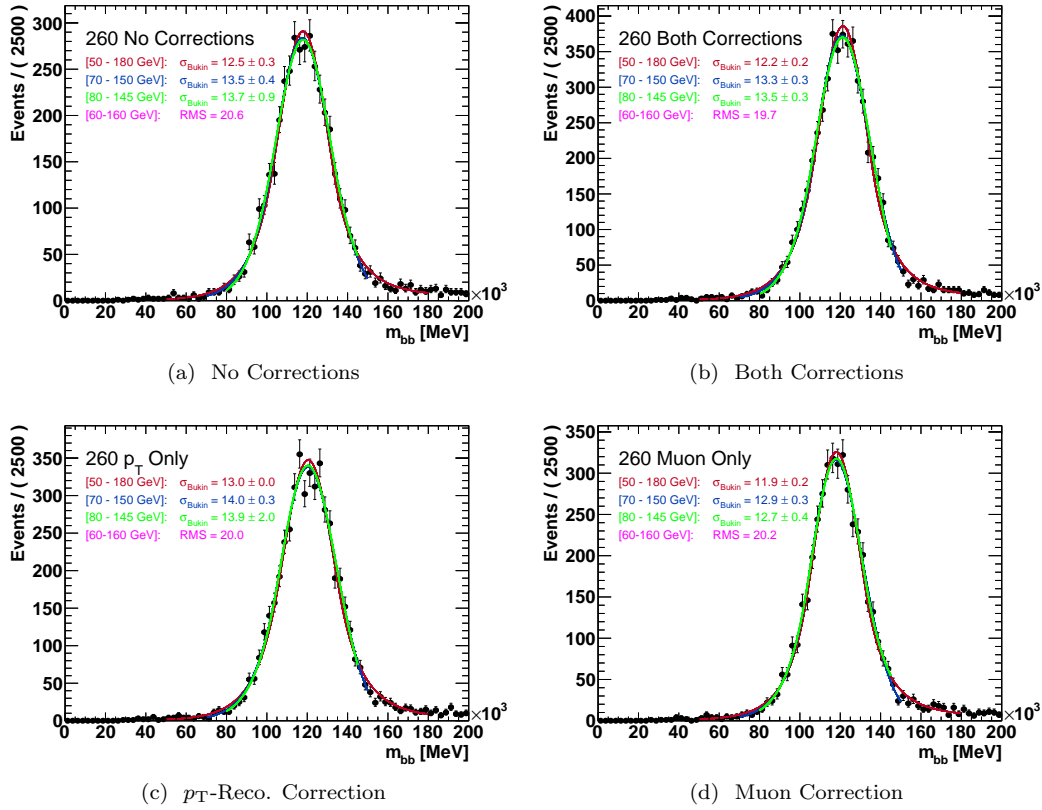 Events / ( 2500 )
300
250
200
150
100
50
0
260 No Corrections
[50 - 180 GeV]: σBukin = 12.5 ± 0.3
[70 - 150 GeV]: σBukin = 13.5 ± 0.4
[80 - 145 GeV]: σBukin = 13.7 ± 0.9
[60-160 GeV]: RMS = 20.6
0 20 40 60 80 100 120 140 160 180 200
×10³
mbb [MeV]
(a) No Corrections
Events / ( 2500 )
400
350
300
250
200
150
100
50
0
260 Both Corrections
[50 - 180 GeV]: σBukin = 12.2 ± 0.2
[70 - 150 GeV]: σBukin = 13.3 ± 0.3
[80 - 145 GeV]: σBukin = 13.5 ± 0.3
[60-160 GeV]: RMS = 19.7
0 20 40 60 80 100 120 140 160 180 200
×10³
mbb [MeV]
(b) Both Corrections
Events / ( 2500 )
350
300
250
200
150
100
50
0
260 pT Only
[50 - 180 GeV]: σBukin = 13.0 ± 0.0
[70 - 150 GeV]: σBukin = 14.0 ± 0.3
[80 - 145 GeV]: σBukin = 13.9 ± 2.0
[60-160 GeV]: RMS = 20.0
0 20 40 60 80 100 120 140 160 180 200
×10³
mbb [MeV]
(c) pT-Reco. Correction
Events / ( 2500 )
350
300
250
200
150
100
50
0
260 Muon Only
[50 - 180 GeV]: σBukin = 11.9 ± 0.2
[70 - 150 GeV]: σBukin = 12.9 ± 0.3
[80 - 145 GeV]: σBukin = 12.7 ± 0.4
[60-160 GeV]: RMS = 20.2
0 20 40 60 80 100 120 140 160 180 200
×10³
mbb [MeV]
(d) Muon Correction